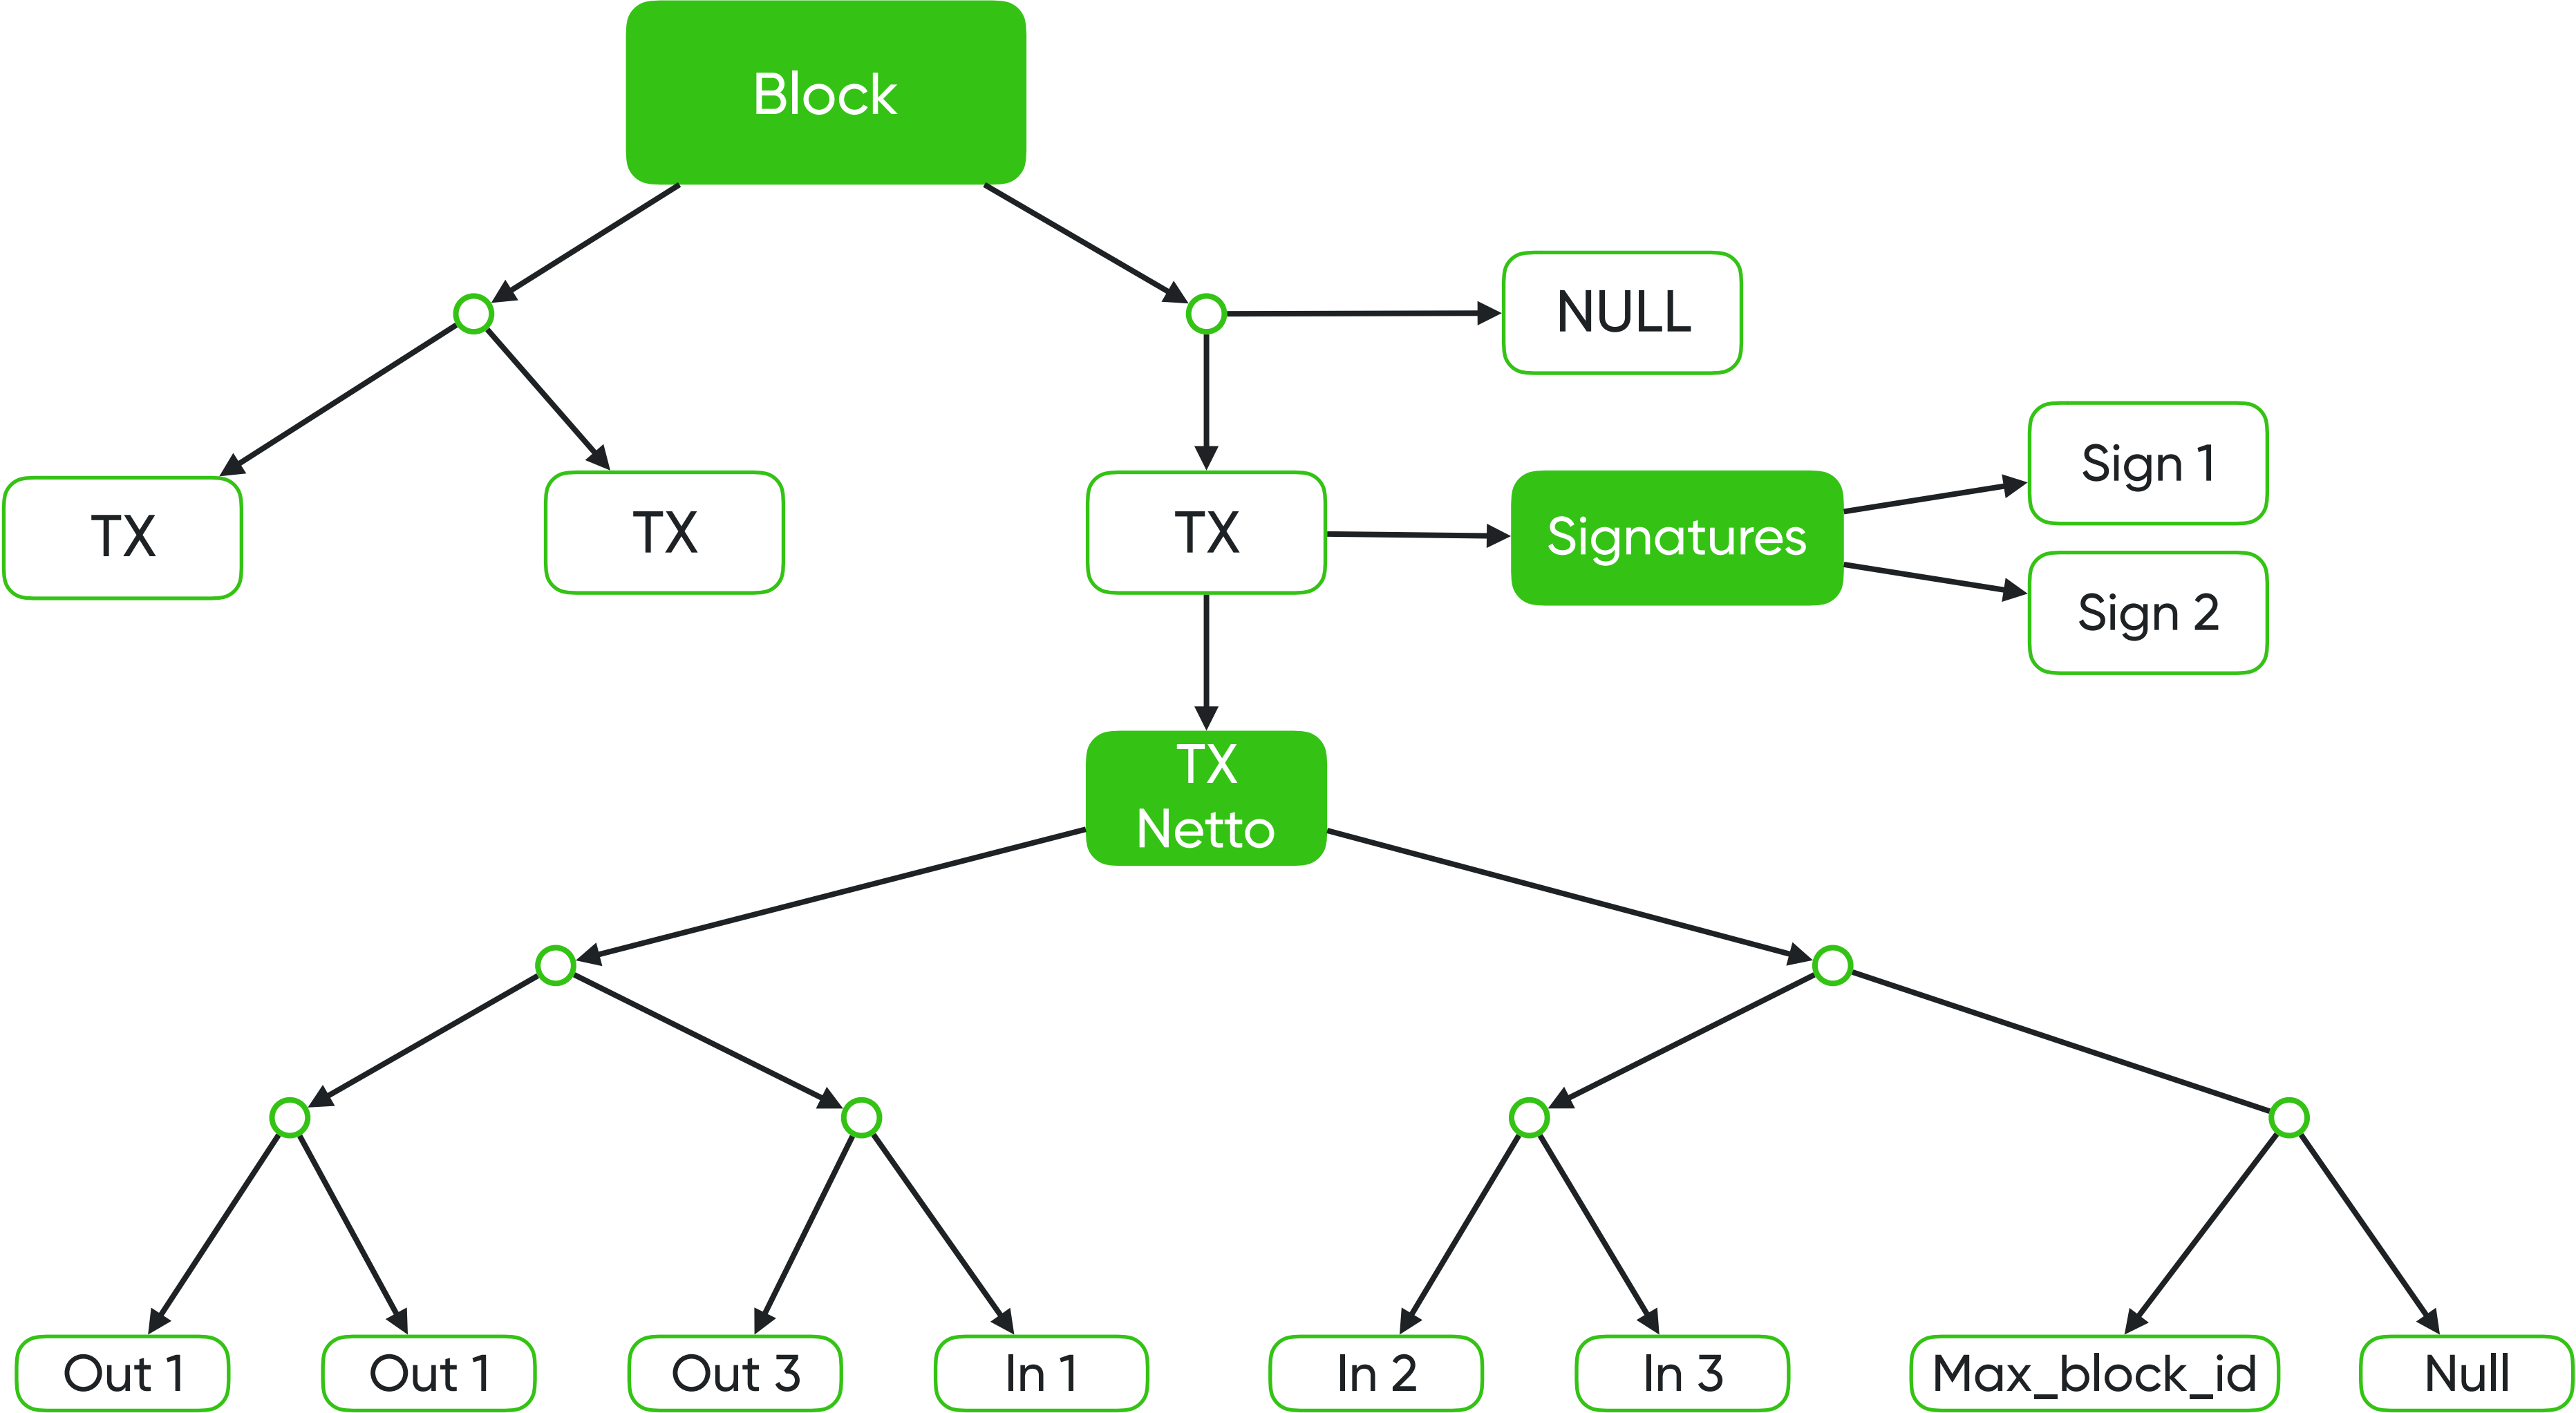 Block
NULL
Sign 1
TX
TX
TX
Signatures
Sign 2
TX
Netto
Out 1
Out 1
Out 3
In 1
In 2
In 3
Max_block_id
Null